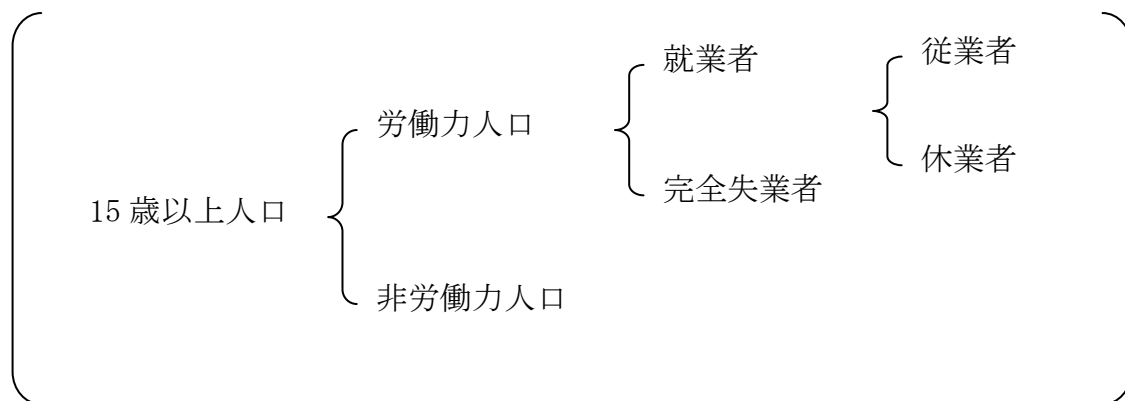 就業者
従業者
労働力人口
休業者
完全失業者
15歳以上人口
非労働力人口